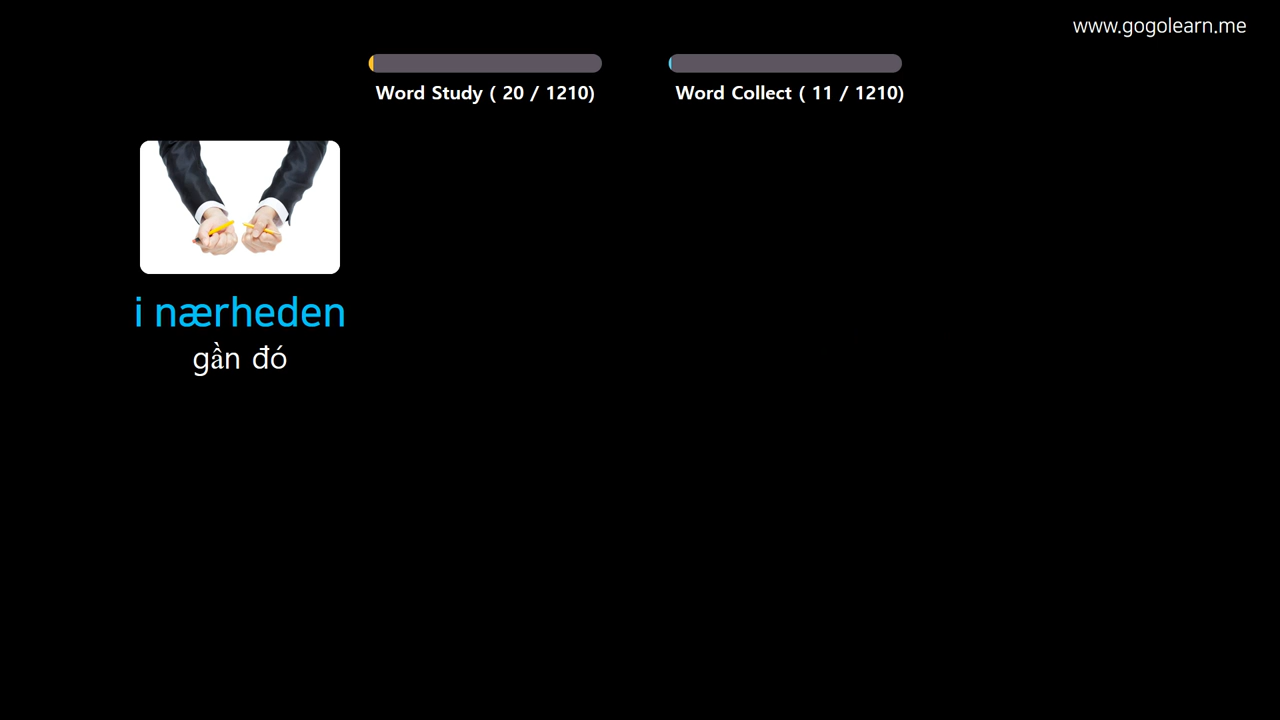 www.gogolearn.me
Word Study ( 20 / 1210)
Word Collect ( 11 / 1210)
i nærheden
gần đó